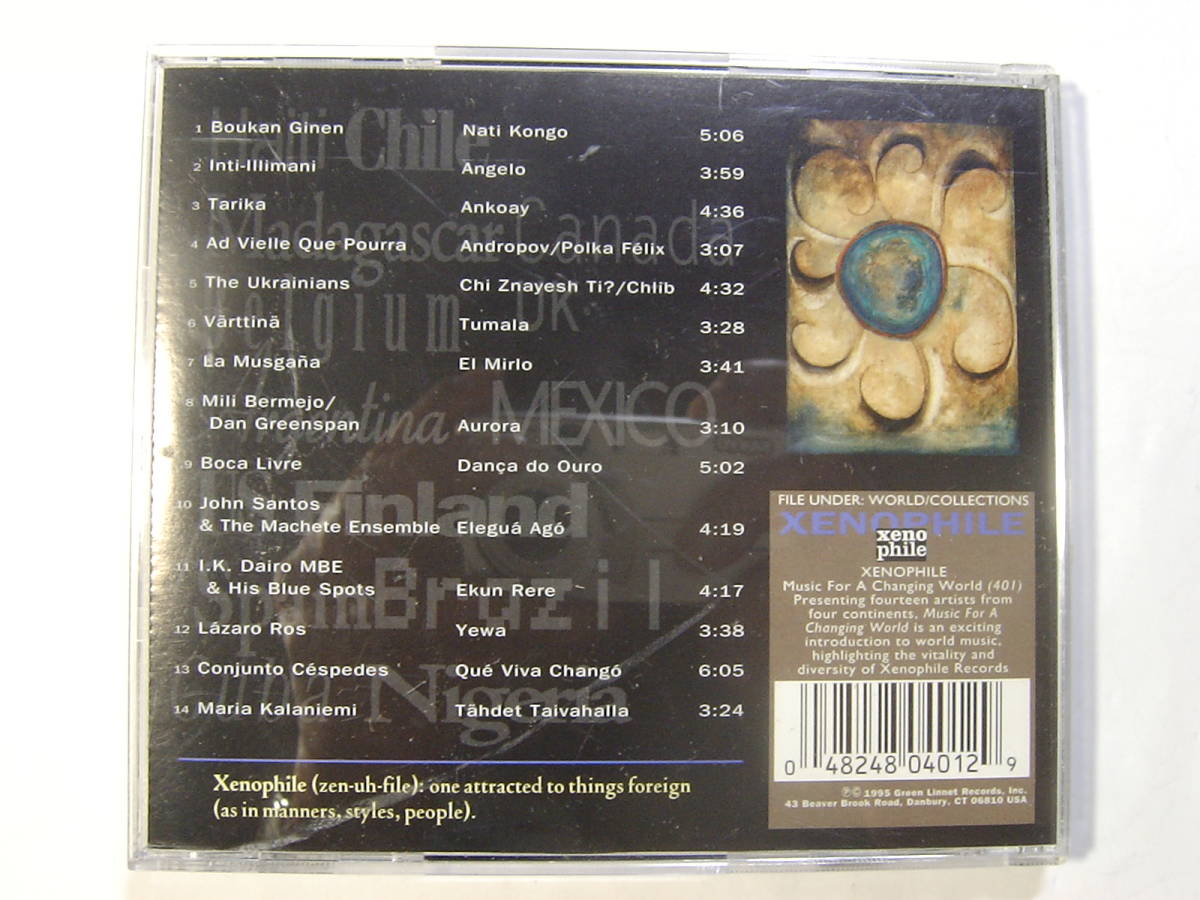 Haiti Chile
Madagascar Canada
Belgium UK
Argentina MEXICO
US Finland
Spain Brazil
Cuba Nigeria
1 Boukan Ginen Nati Kongo 5:06
2 Inti-Illimani Angelo 3:59
3 Tarika Ankoay 4:36
4 Ad Vielle Que Pourra Andropov/Polka Félix 3:07
5 The Ukrainians Chi Znayesh Ti?/Chlib 4:32
6 Värttinä Tumala 3:28
7 La Musgaña El Mirlo 3:41
8 Mili Bermejo/
Dan Greenspan Aurora 3:10
9 Boca Livre Dança do Ouro 5:02
10 John Santos
& The Machete Ensemble Eleguá Agó 4:19
11 I.K. Dairo MBE
& His Blue Spots Ekun Rere 4:17
12 Lázaro Ros Yewa 3:38
13 Conjunto Céspedes Qué Viva Changó 6:05
14 Maria Kalaniemi Tähdet Taivahalla 3:24
Xenophile (zen-uh-file): one attracted to things foreign
(as in manners, styles, people).
FILE UNDER: WORLD/COLLECTIONS
XENOPHILE
xeno
phile
XENOPHILE
Music For A Changing World (401)
Presenting fourteen artists from
four continents, Music For A
Changing World is an exciting
introduction to world music,
highlighting the vitality and
diversity of Xenophile Records
0 48248 04012 9
℗© 1995 Green Linnet Records, Inc.
43 Beaver Brook Road, Danbury, CT 06810 USA